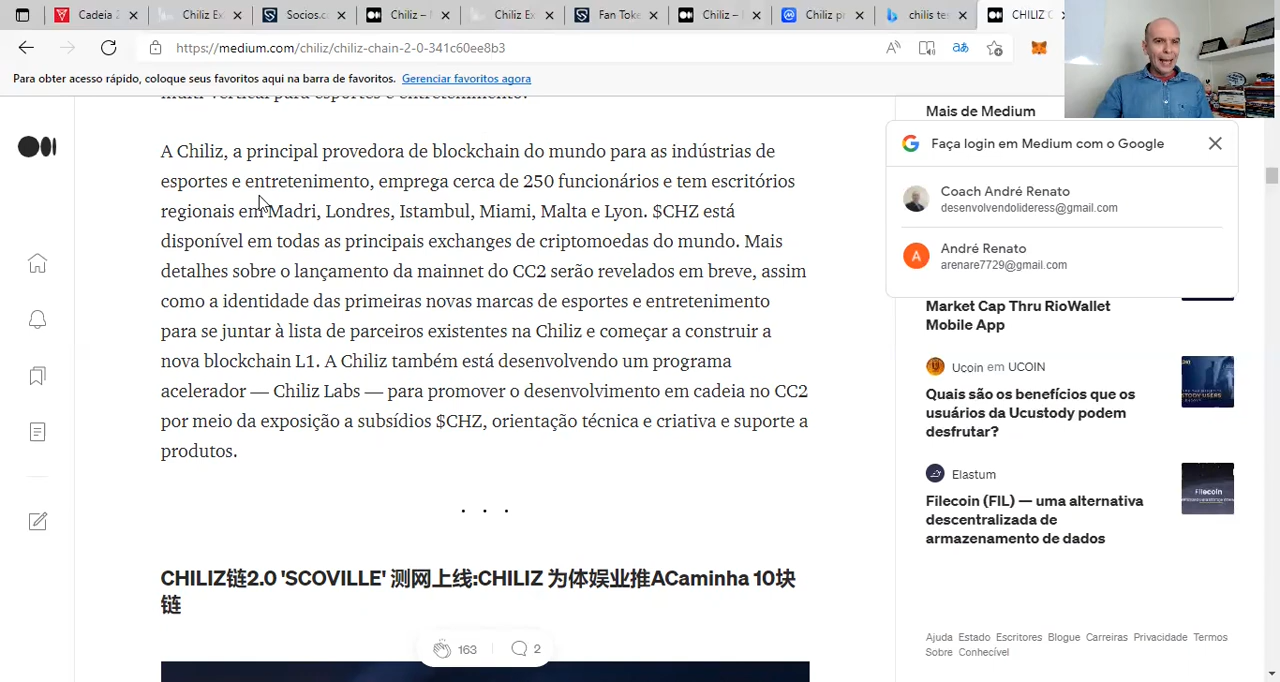 Cadeia 2
Chiliz Ex
Socios.c
Chiliz –
Chiliz Ex
Fan Toke
Chiliz –
Chiliz p
chilis tes
CHILIZ C
https://medium.com/chiliz/chiliz-chain-2-0-341c60ee8b3
Para obter acesso rápido, coloque seus favoritos aqui na barra de favoritos. Gerenciar favoritos agora
multi-vertical para esportes e entretenimento.
A Chiliz, a principal provedora de blockchain do mundo para as indústrias de
esportes e entretenimento, emprega cerca de 250 funcionários e tem escritórios
regionais em Madri, Londres, Istambul, Miami, Malta e Lyon. $CHZ está
disponível em todas as principais exchanges de criptomoedas do mundo. Mais
detalhes sobre o lançamento da mainnet do CC2 serão revelados em breve, assim
como a identidade das primeiras novas marcas de esportes e entretenimento
para se juntar à lista de parceiros existentes na Chiliz e começar a construir a
nova blockchain L1. A Chiliz também está desenvolvendo um programa
acelerador — Chiliz Labs — para promover o desenvolvimento em cadeia no CC2
por meio da exposição a subsídios $CHZ, orientação técnica e criativa e suporte a
produtos.
. . .
CHILIZ链2.0 'SCOVILLE' 测网上线:CHILIZ 为体娱业推ACaminha 10块
链
163
2
Mais de Medium
Faça login em Medium com o Google
Coach André Renato
desenvolvendolideress@gmail.com
A
André Renato
arenare7729@gmail.com
Market Cap Thru RioWallet
Mobile App
Ucoin em UCOIN
Quais são os benefícios que os
usuários da Ucustody podem
desfrutar?
Elastum
Filecoin (FIL) — uma alternativa
descentralizada de
armazenamento de dados
Filecoin
Ajuda Estado Escritores Blogue Carreiras Privacidade Termos
Sobre Conhecível